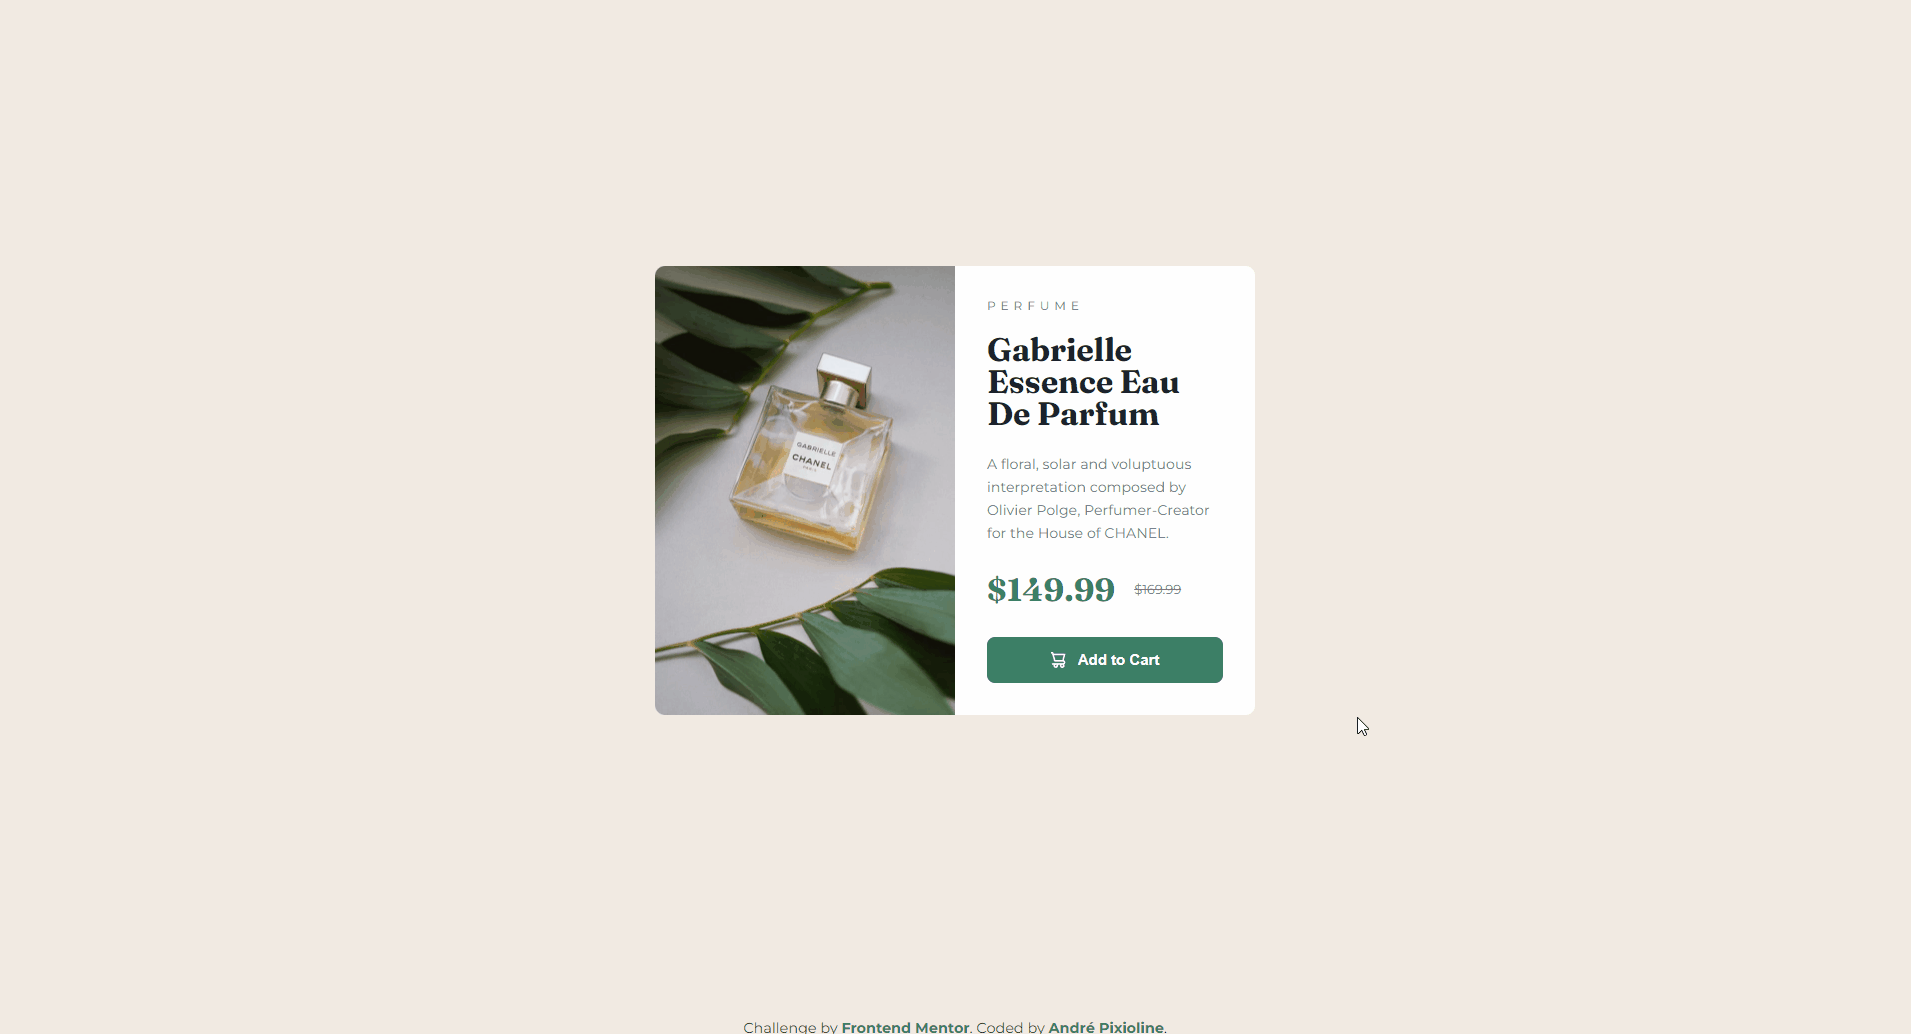 GABRIELLE
CHANEL
PARIS
PERFUME
Gabrielle
Essence Eau
De Parfum
A floral, solar and voluptuous
interpretation composed by
Olivier Polge, Perfumer-Creator
for the House of CHANEL.
$149.99 $169.99
Add to Cart
Challenge by Frontend Mentor. Coded by André Pixioline.